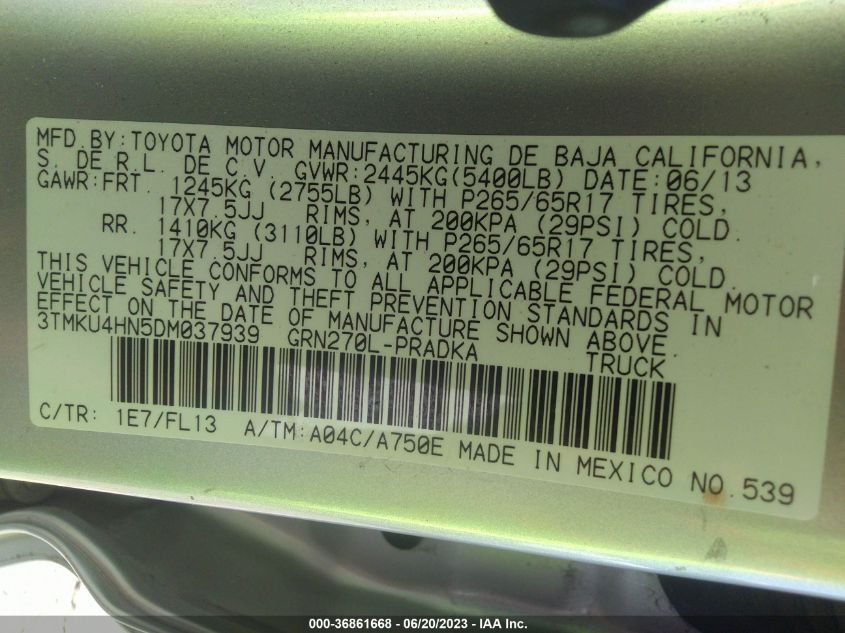 MFD.BY:TOYOTA MOTOR MANUFACTURING DE BAJA CALIFORNIA,
S. DE R.L. DE C.V. GVWR:2445KG(5400LB) DATE:06/13
GAWR:FRT. 1245KG (2755LB) WITH P265/65R17 TIRES,
17X7.5JJ RIMS, AT 200KPA (29PSI) COLD.
RR. 1410KG (3110LB) WITH P265/65R17 TIRES,
17X7.5JJ RIMS, AT 200KPA (29PSI) COLD.
THIS VEHICLE CONFORMS TO ALL APPLICABLE FEDERAL MOTOR
VEHICLE SAFETY AND THEFT PREVENTION STANDARDS IN
EFFECT ON THE DATE OF MANUFACTURE SHOWN ABOVE.
3TMKU4HN5DM037939 GRN270L-PRADKA TRUCK
C/TR: 1E7/FL13 A/TM:A04C/A750E MADE IN MEXICO NO.539
000-36861668 - 06/20/2023 - IAA Inc.